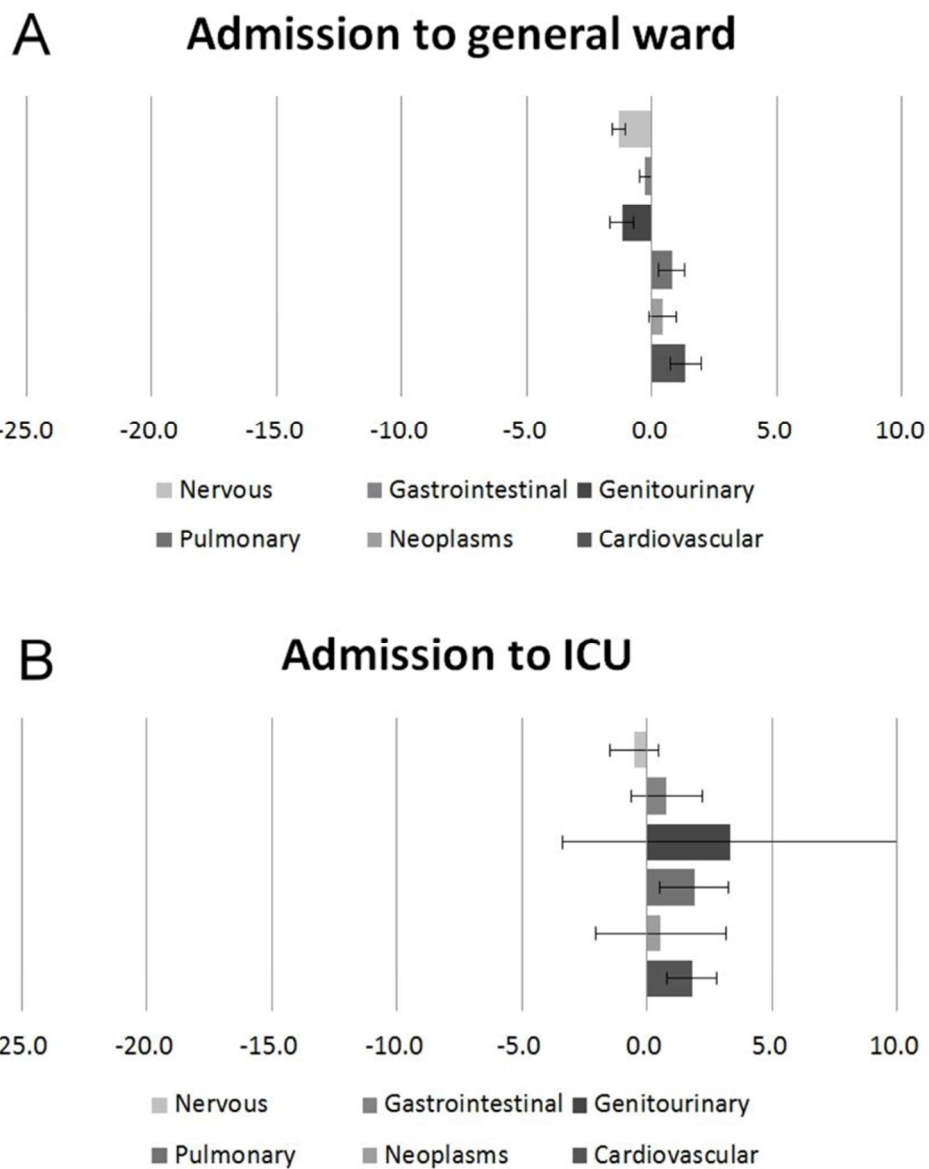 A Admission to general ward
-25.0 -20.0 -15.0 -10.0 -5.0 0.0 5.0 10.0
Nervous Gastrointestinal Genitourinary
Pulmonary Neoplasms Cardiovascular
B Admission to ICU
25.0 -20.0 -15.0 -10.0 -5.0 0.0 5.0 10.0
Nervous Gastrointestinal Genitourinary
Pulmonary Neoplasms Cardiovascular